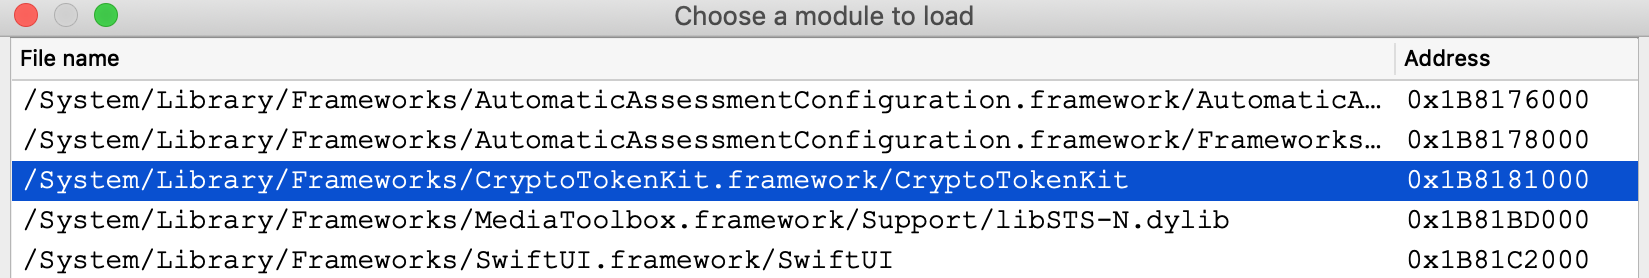 Choose a module to load
File name Address
/System/Library/Frameworks/AutomaticAssessmentConfiguration.framework/AutomaticA… 0x1B8176000
/System/Library/Frameworks/AutomaticAssessmentConfiguration.framework/Frameworks… 0x1B8178000
/System/Library/Frameworks/CryptoTokenKit.framework/CryptoTokenKit 0x1B8181000
/System/Library/Frameworks/MediaToolbox.framework/Support/libSTS-N.dylib 0x1B81BD000
/System/Library/Frameworks/SwiftUI.framework/SwiftUI 0x1B81C2000